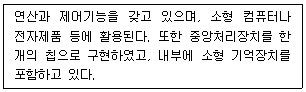 연산과 제어기능을 갖고 있으며, 소형 컴퓨터나
전자제품 등에 활용된다. 또한 중앙처리장치를 한
개의 칩으로 구현하였고, 내부에 소형 기억장치를
포함하고 있다.